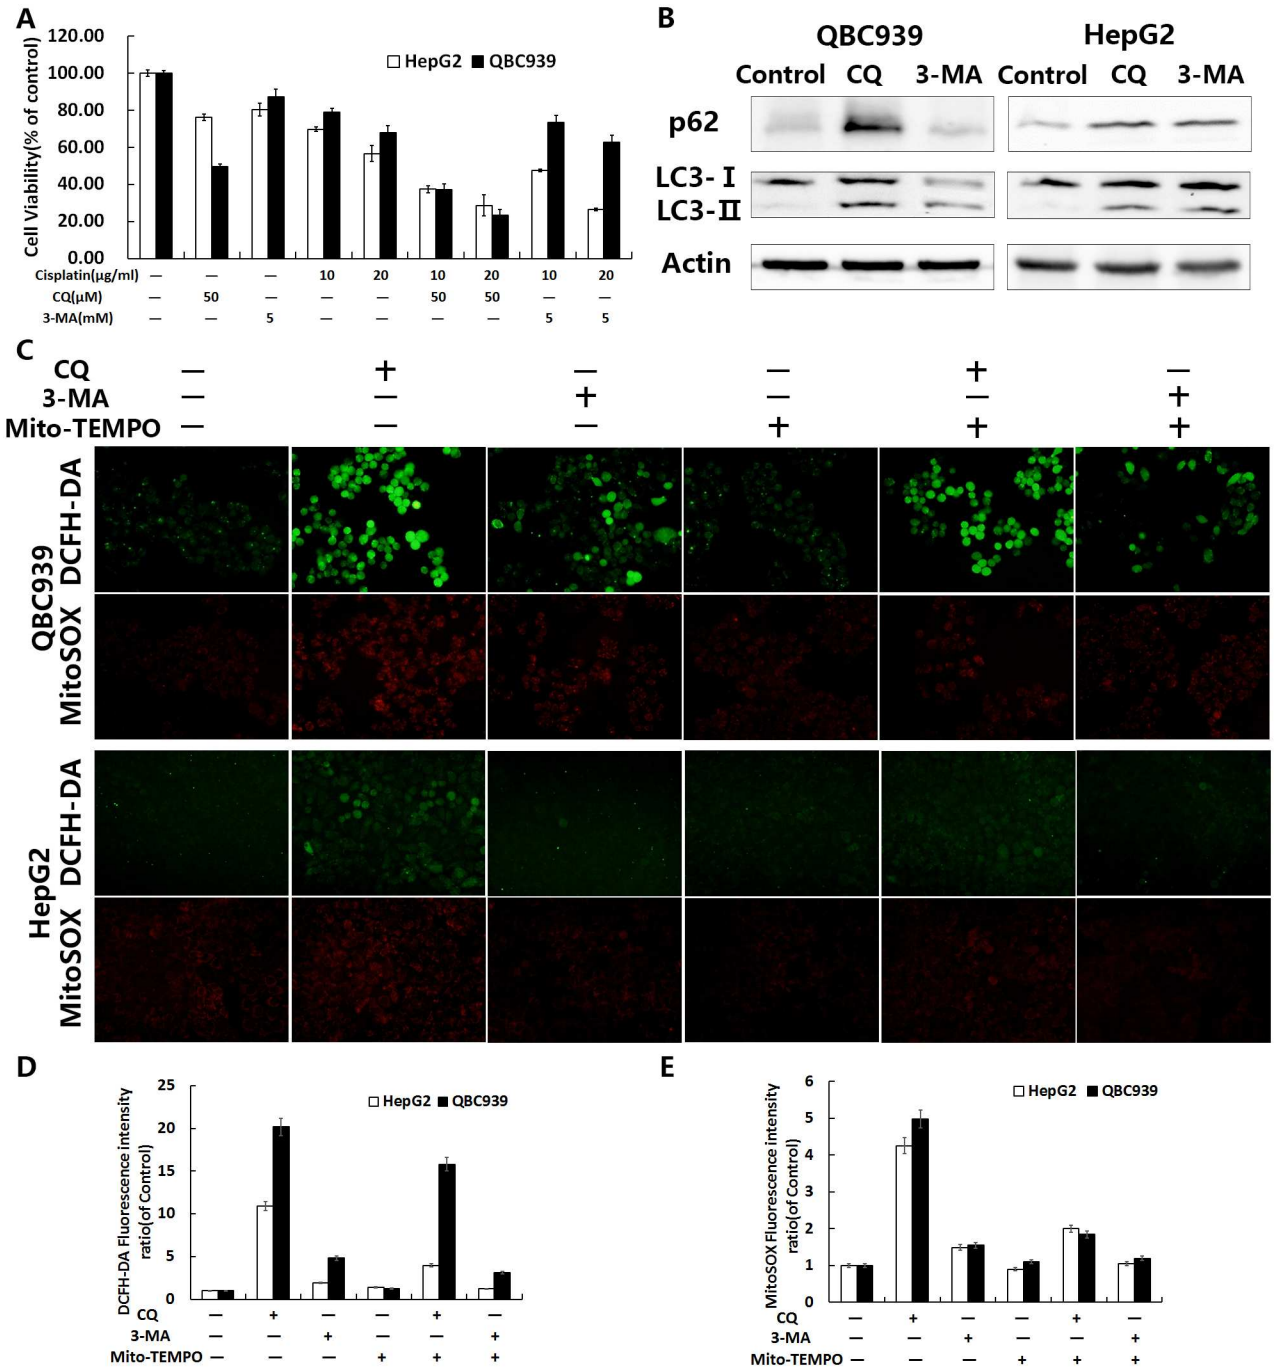 A
120.00
100.00
80.00
60.00
40.00
20.00
0.00
Cell Viability(% of control)
HepG2 QBC939
Cisplatin(μg/ml) — — — 10 20 10 20 10 20
CQ(μM) — 50 — — — 50 50 — —
3-MA(mM) — — 5 — — — — 5 5
B
QBC939 HepG2
Control CQ 3-MA Control CQ 3-MA
p62
LC3-Ⅰ
LC3-Ⅱ
Actin
C
CQ — + — — + —
3-MA — — + — — +
Mito-TEMPO — — — + + +
QBC939
DCFH-DA
MitoSOX
HepG2
DCFH-DA
MitoSOX
D
DCFH-DA Fluorescence intensity
ratio(of Control)
25
20
15
10
5
0
HepG2 QBC939
CQ — + — — + —
3-MA — — + — — +
Mito-TEMPO — — — + + +
E
MitoSOX Fluorescence intensity
ratio(of Control)
6
5
4
3
2
1
0
HepG2 QBC939
CQ — + — — + —
3-MA — — + — — +
Mito-TEMPO — — — + + +